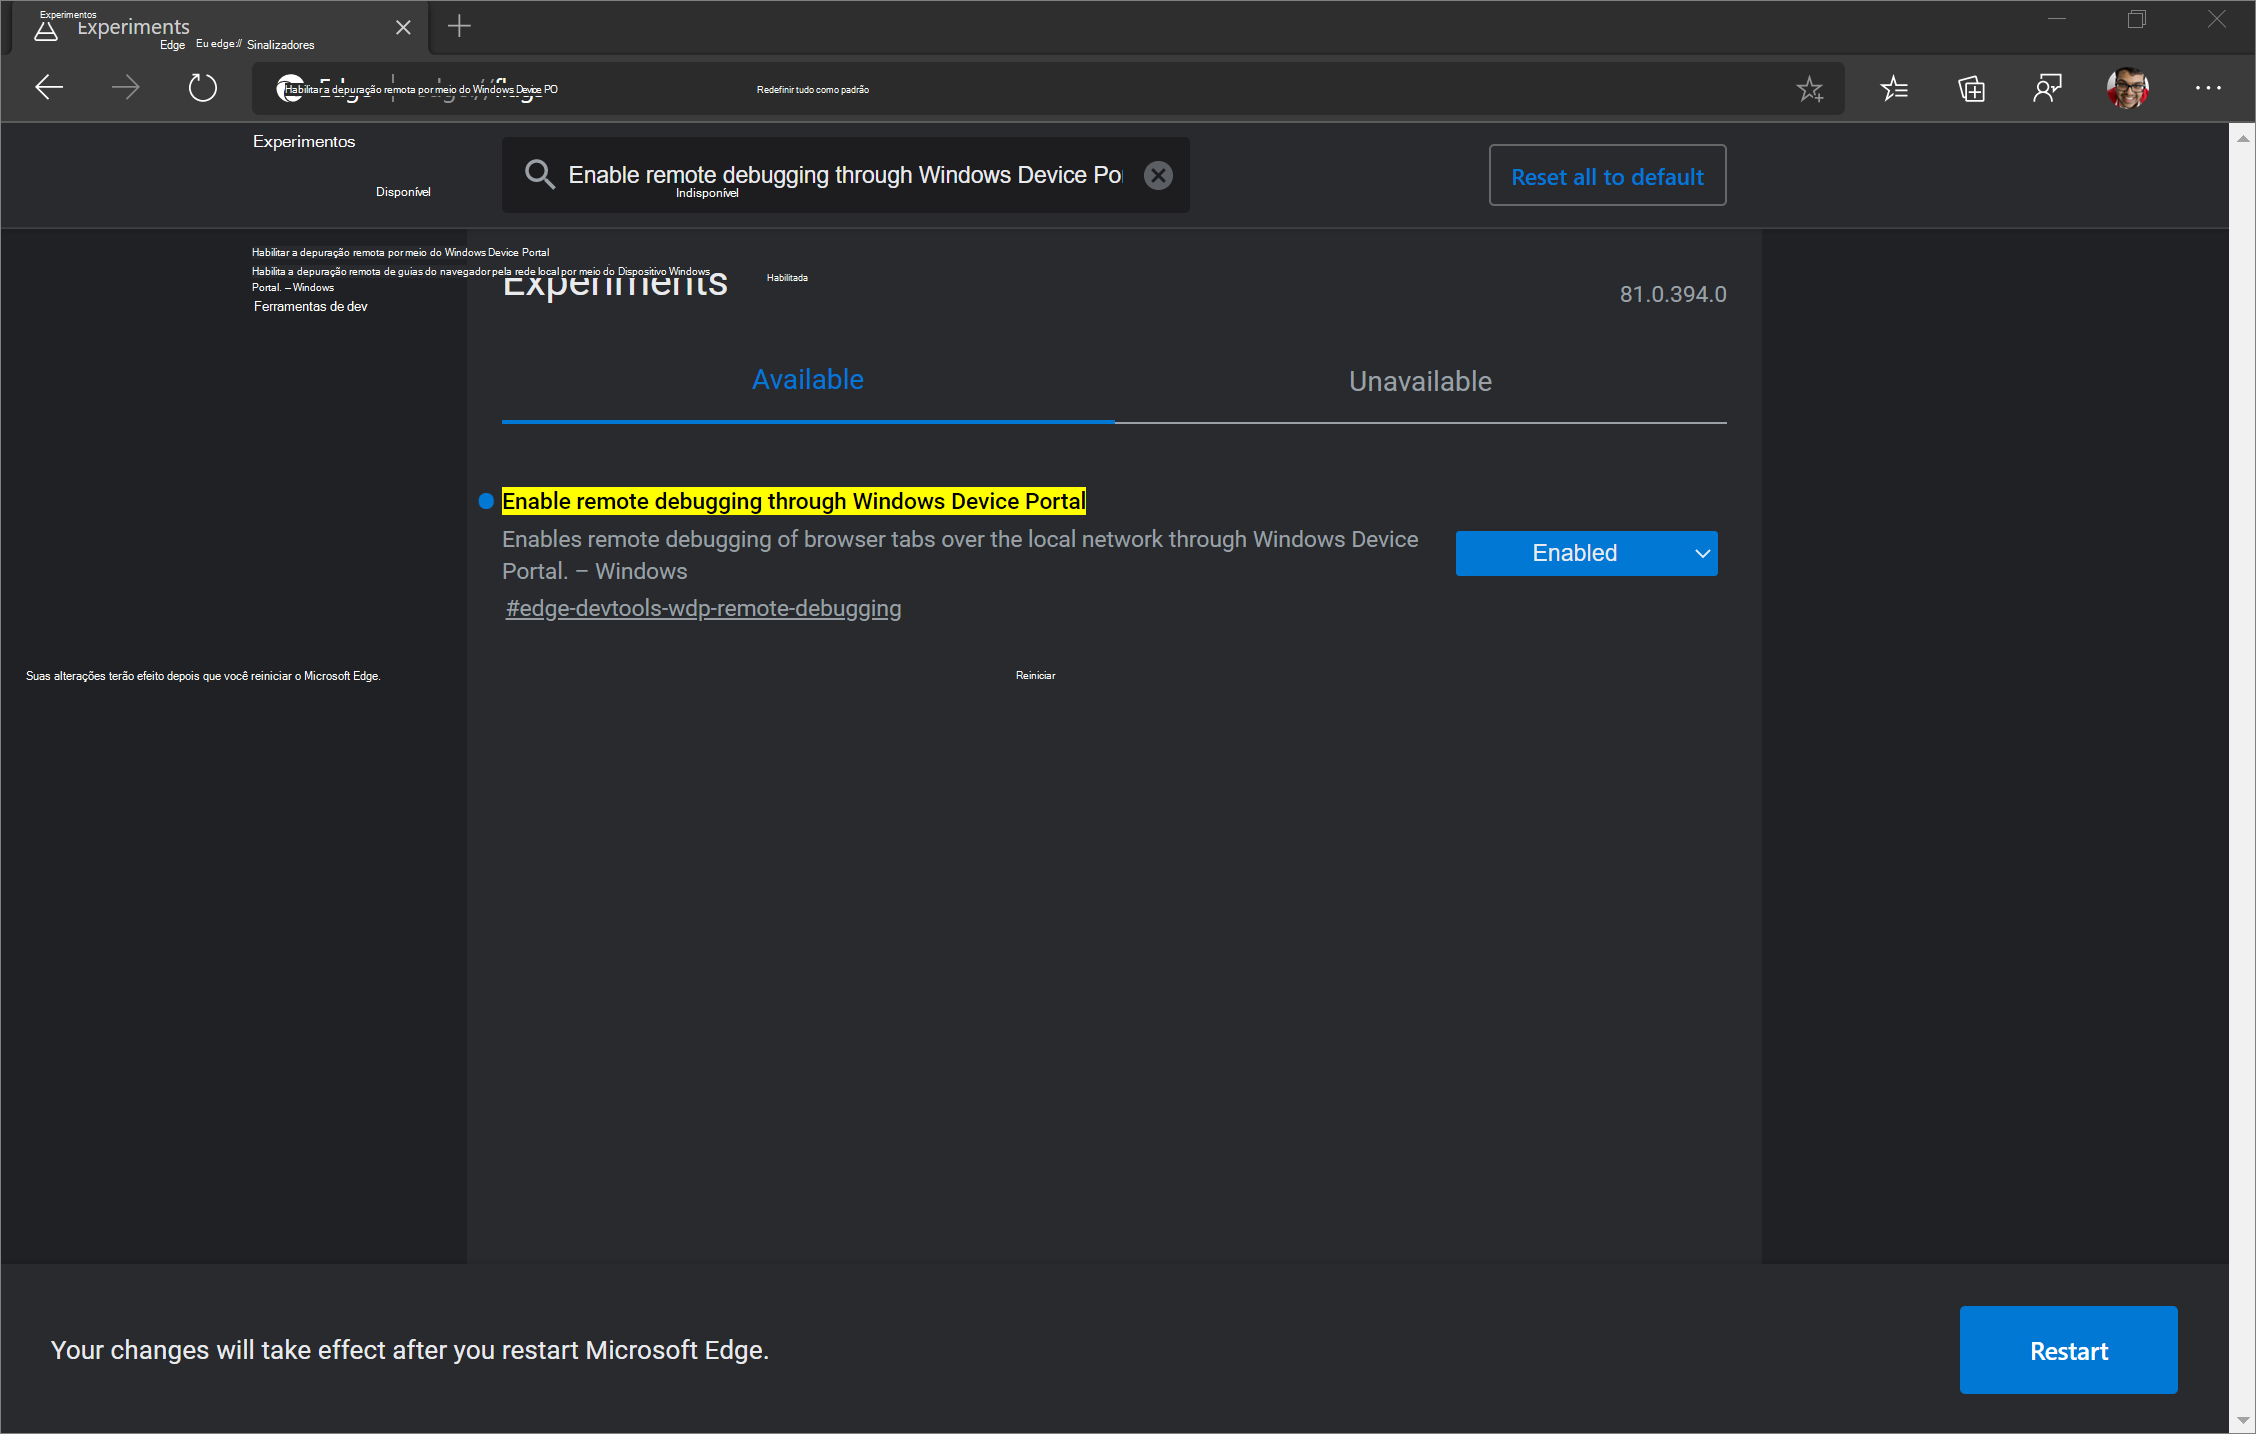 Experimentos
Experiments
Edge Eu edge:// Sinalizadores
Habilitar a depuração remota por meio do Windows Device PO
Redefinir tudo como padrão
Experimentos
Enable remote debugging through Windows Device Po
Reset all to default
Disponível
Indisponível
Habilitar a depuração remota por meio do Windows Device Portal
Habilita a depuração remota de guias do navegador pela rede local por meio do Dispositivo Windows
Portal. – Windows
Habilitada
Ferramentas de dev
Experiments
81.0.394.0
Available
Unavailable
Enable remote debugging through Windows Device Portal
Enables remote debugging of browser tabs over the local network through Windows Device
Portal. – Windows
Enabled
#edge-devtools-wdp-remote-debugging
Suas alterações terão efeito depois que você reiniciar o Microsoft Edge.
Reiniciar
Your changes will take effect after you restart Microsoft Edge.
Restart